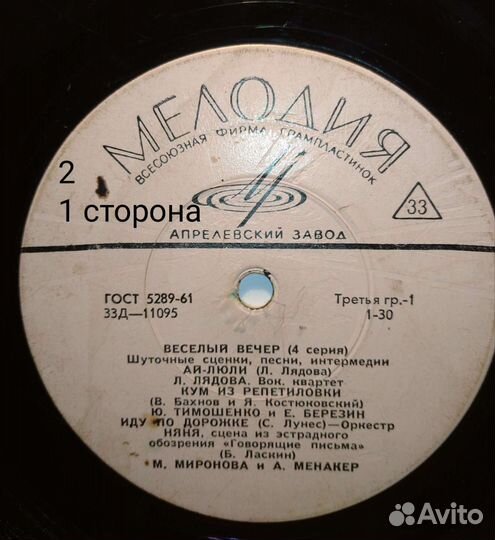 МЕЛОДИЯ
ВСЕСОЮЗНАЯ ФИРМА ГРАМПЛАСТИНОК
2
1 сторона
33
АПРЕЛЕВСКИЙ ЗАВОД
ГОСТ 5289-61
Третья гр.-1
33Д—11095
1-30
ВЕСЕЛЫЙ ВЕЧЕР (4 серия)
Шуточные сценки, песни, интермедии
АЙ-ЛЮЛИ (Л. Лядова)
Л. ЛЯДОВА. Вок. квартет
КУМ ИЗ РЕПЕТИЛОВКИ
(В. Бахнов и Я. Костюковский)
Ю. ТИМОШЕНКО и Е. БЕРЕЗИН
ИДУ ПО ДОРОЖКЕ (С. Лунес)—Оркестр
НЯНЯ, сцена из эстрадного
обозрения «Говорящие письма»
(Б. Ласкин)
М. МИРОНОВА и А. МЕНАКЕР
Avito